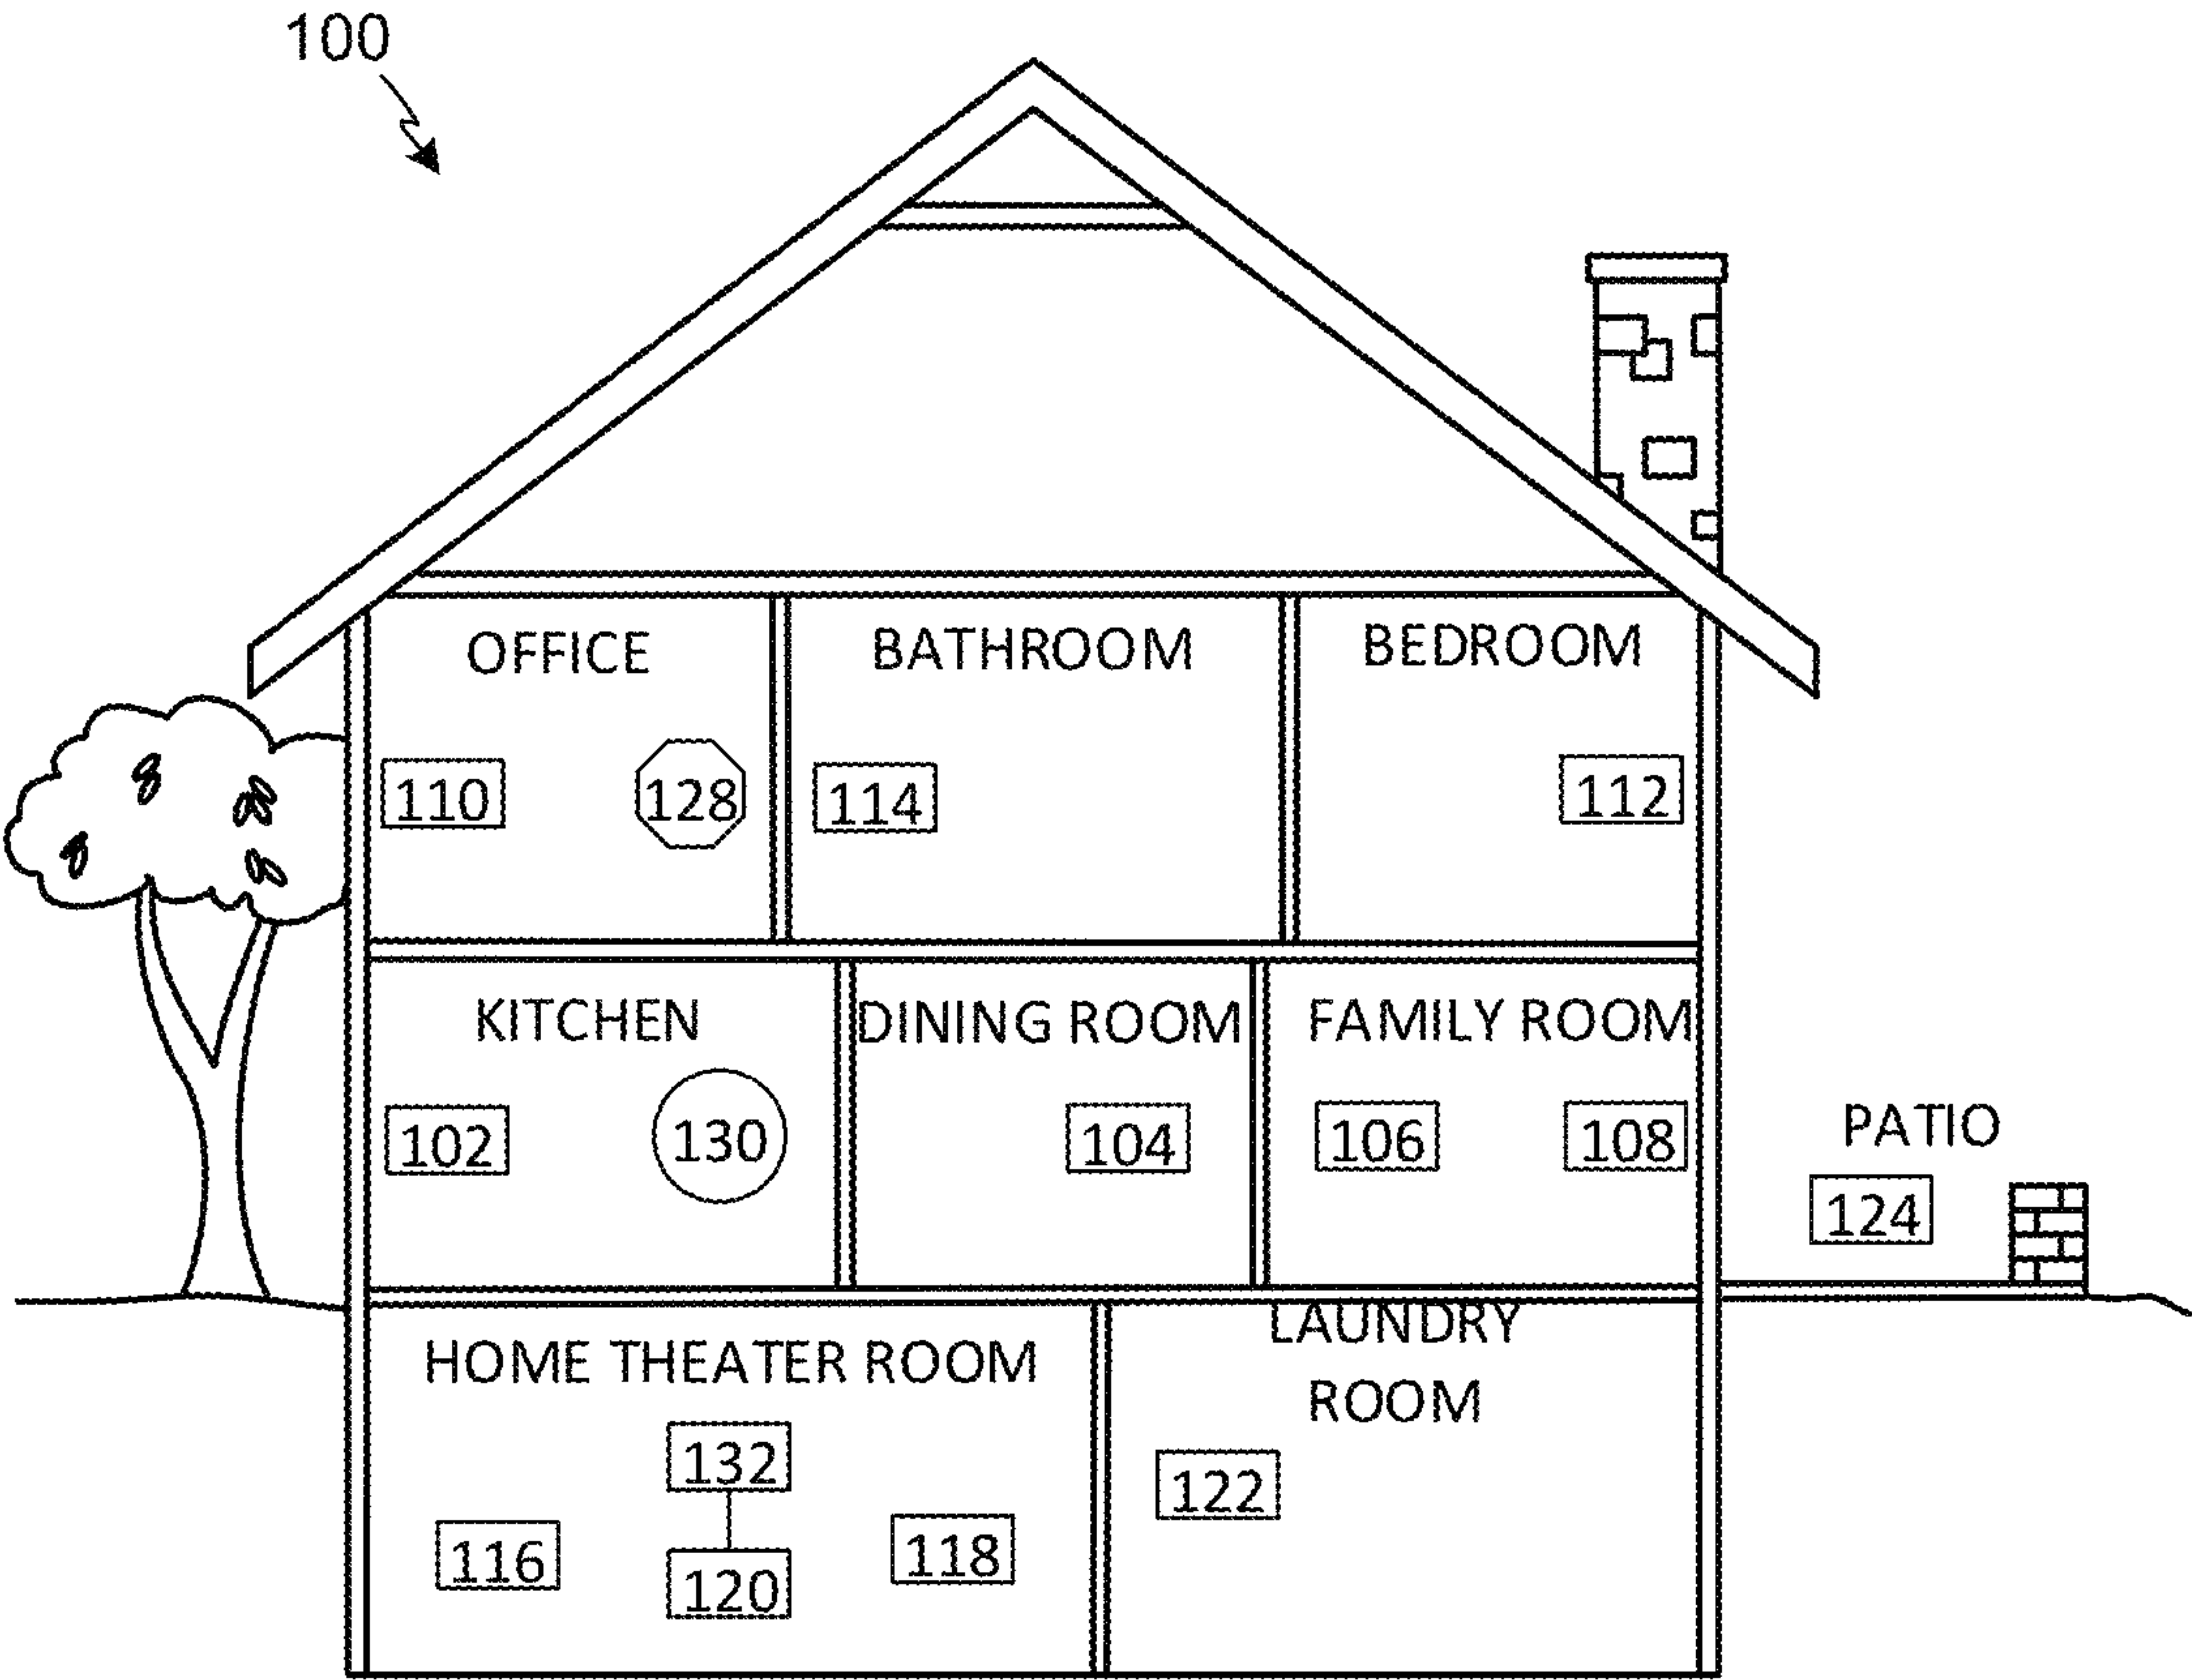 100
OFFICE
BATHROOM
BEDROOM
110
128
114
112
KITCHEN
DINING ROOM
FAMILY ROOM
102
130
104
106
108
PATIO
124
HOME THEATER ROOM
LAUNDRY
ROOM
132
122
116
118
120